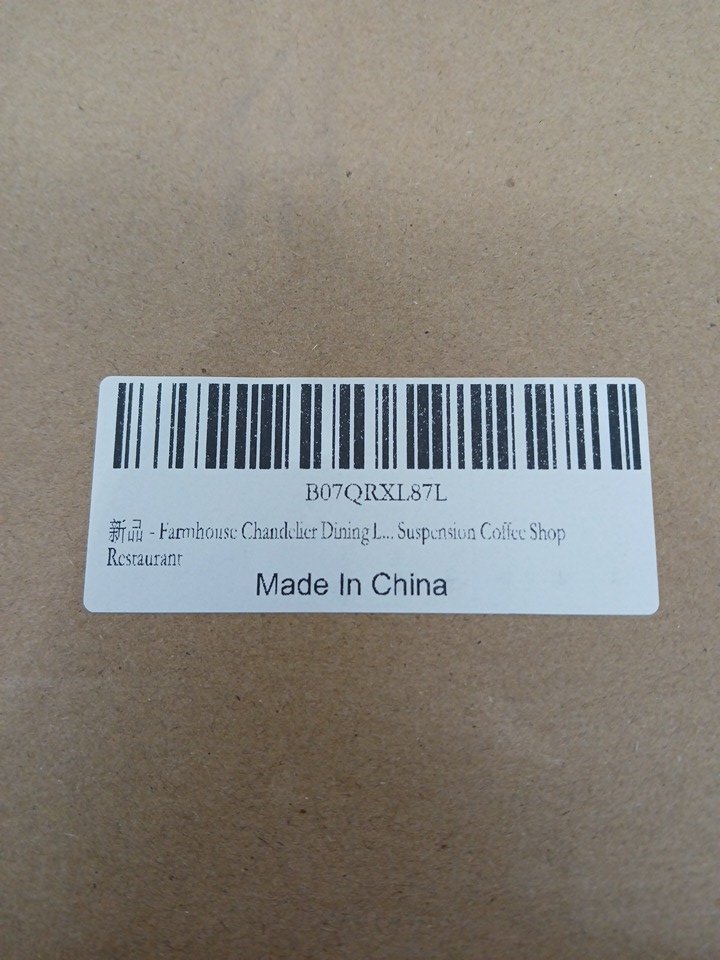 B07QRXL87L
新品 - Farmhouse Chandelier Dining L... Suspension Coffee Shop
Restaurant
Made In China